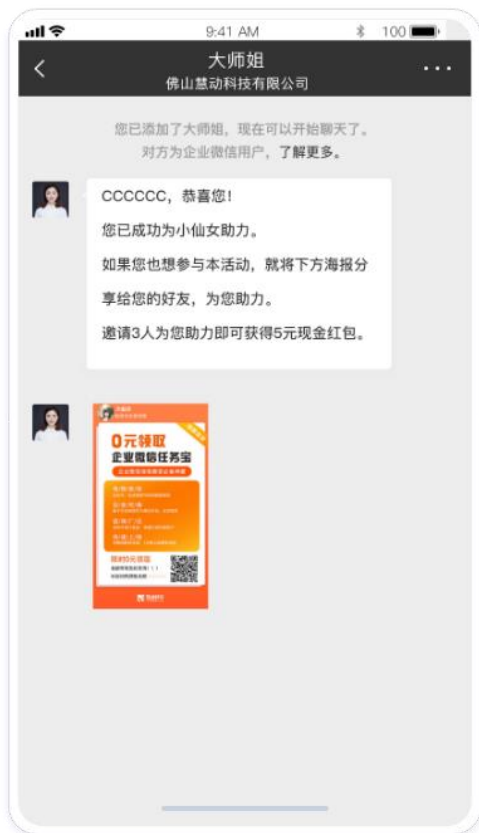 9:41 AM
100
大师姐
佛山慧动科技有限公司
您已添加了大师姐，现在可以开始聊天了。
对方为企业微信用户，了解更多。
CCCCCC，恭喜您！
您已成功为小仙女助力。
如果您也想参与本活动，就将下方海报分
享给您的好友，为您助力。
邀请3人为您助力即可获得5元现金红包。
0元领取
企业微信任务宝